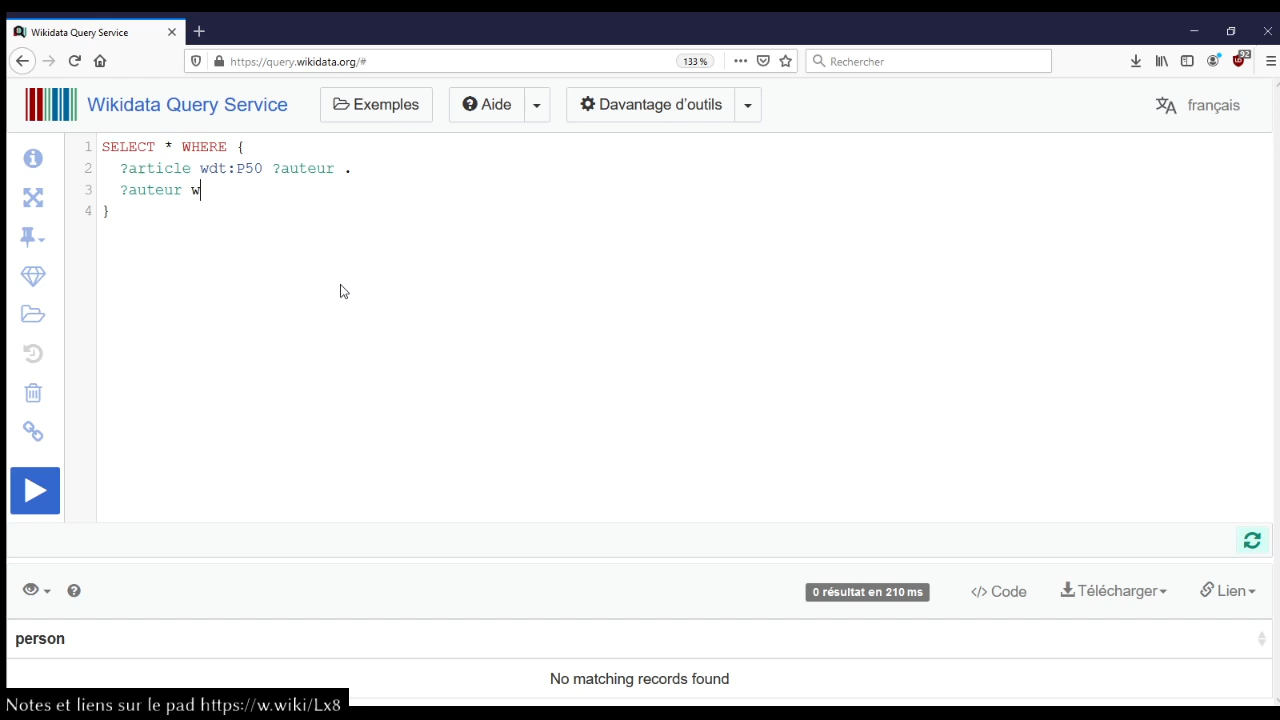 Wikidata Query Service
https://query.wikidata.org/#
133 %
Rechercher
92
Wikidata Query Service
Exemples
Aide
Davantage d'outils
français
1 SELECT * WHERE {
2 ?article wdt:P50 ?auteur .
3 ?auteur w
4 }
0 résultat en 210 ms
</> Code
Télécharger
Lien
person
No matching records found
Notes et liens sur le pad https://w.wiki/Lx8